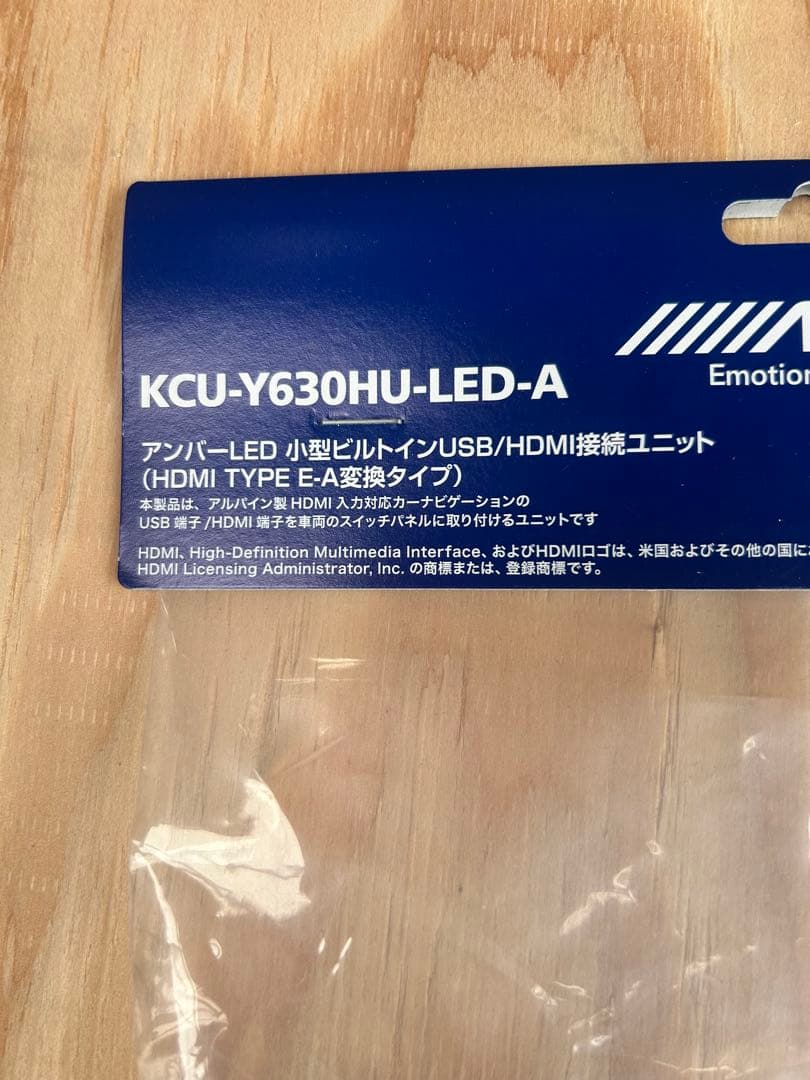 KCU-Y630HU-LED-A
Emotion
アンバーLED 小型ビルトインUSB/HDMI接続ユニット
（HDMI TYPE E-A変換タイプ）
本製品は、アルパイン製 HDMI 入力対応カーナビゲーションの
USB 端子/HDMI 端子を車両のスイッチパネルに取り付けるユニットです
HDMI、High-Definition Multimedia Interface、およびHDMIロゴは、米国およびその他の国に
HDMI Licensing Administrator, Inc. の商標または、登録商標です。